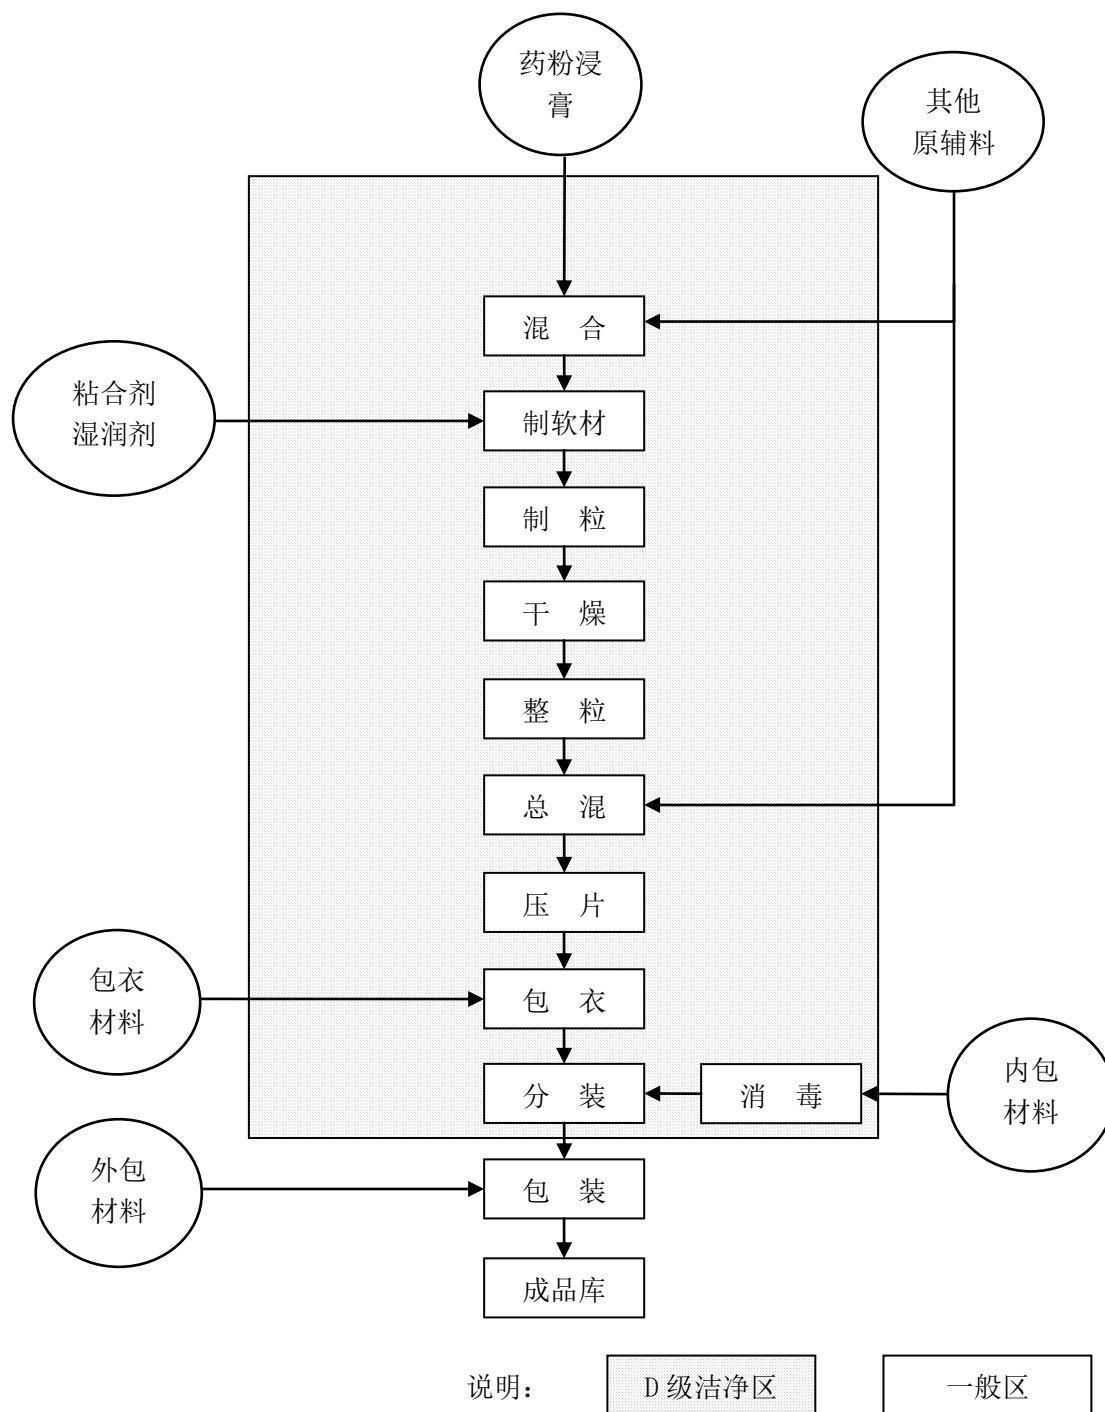 药粉浸
膏
其他
原辅料
混 合
粘合剂
湿润剂
制软材
制 粒
干 燥
整 粒
总 混
压 片
包衣
材料
包 衣
分 装
消 毒
内包
材料
外包
材料
包 装
成品库
说明：
D 级洁净区
一般区